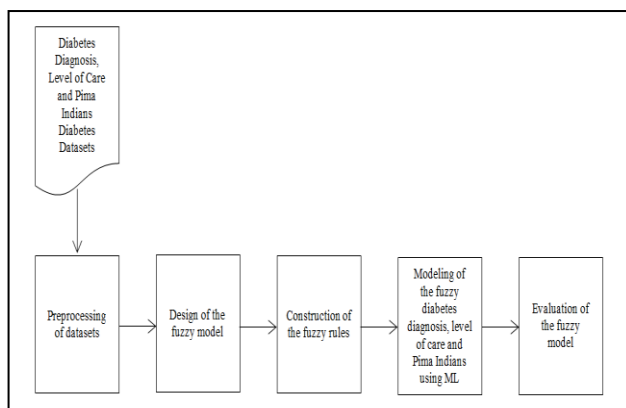 Diabetes
Diagnosis,
Level of Care
and Pima
Indians
Diabetes
Datasets
Preprocessing
of datasets
Design of the
fuzzy model
Construction of
the fuzzy rules
Modeling of
the fuzzy
diabetes
diagnosis, level
of care and
Pima Indians
using ML
Evaluation of
the fuzzy
model